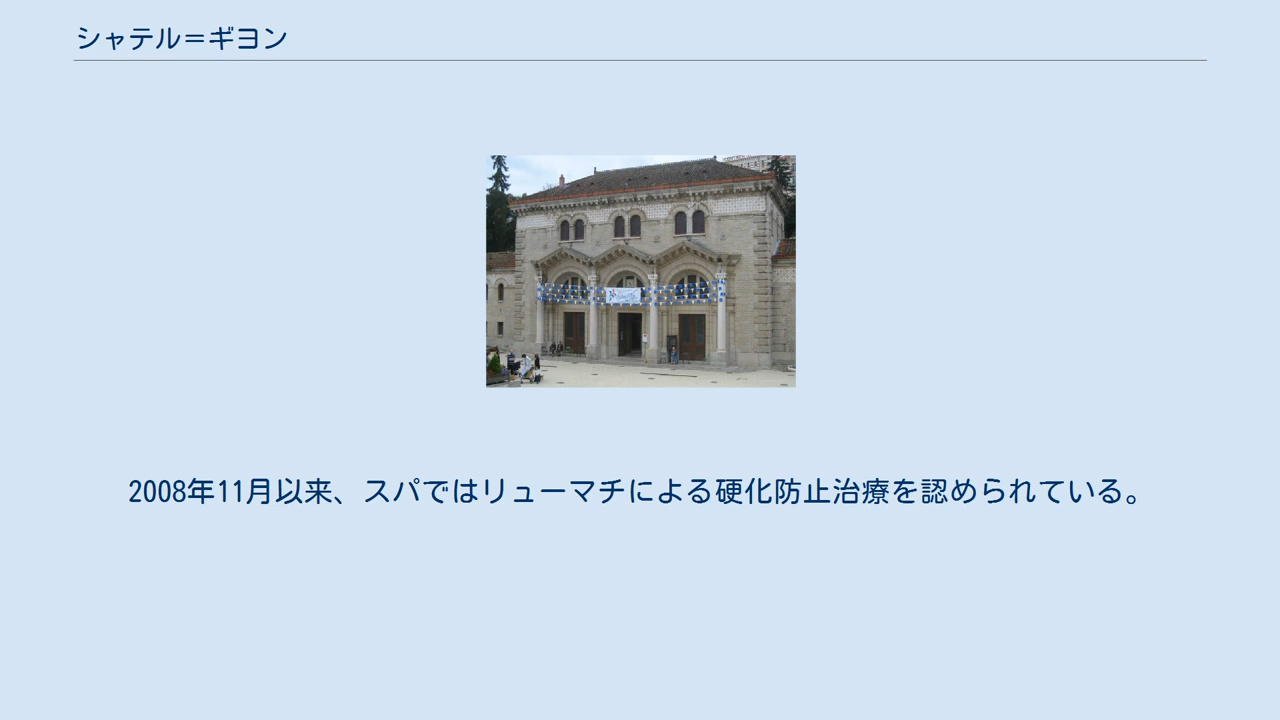 シャテル＝ギヨン
2008年11月以来、スパではリューマチによる硬化防止治療を認められている。